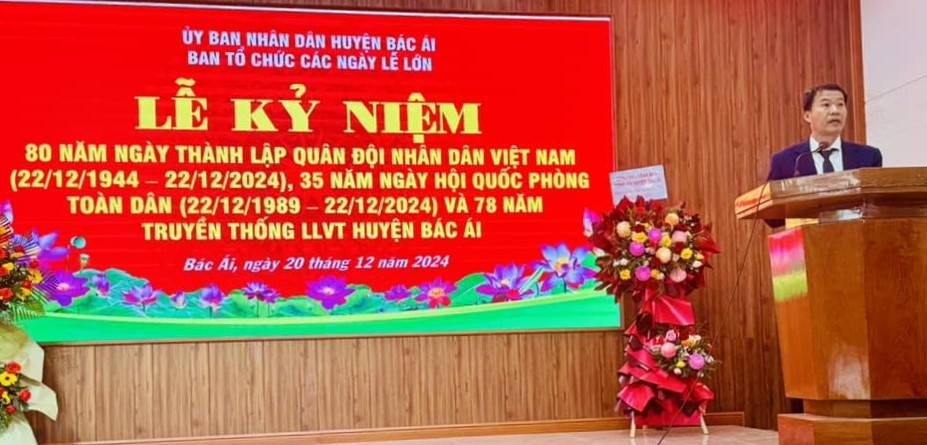 ỦY BAN NHÂN DÂN HUYỆN BÁC ÁI
BAN TỔ CHỨC CÁC NGÀY LỄ LỚN
LỄ KỶ NIỆM
80 NĂM NGÀY THÀNH LẬP QUÂN ĐỘI NHÂN DÂN VIỆT NAM
(22/12/1944 – 22/12/2024), 35 NĂM NGÀY HỘI QUỐC PHÒNG
TOÀN DÂN (22/12/1989 – 22/12/2024) VÀ 78 NĂM
TRUYỀN THỐNG LLVT HUYỆN BÁC ÁI
Bác Ái, ngày 20 tháng 12 năm 2024